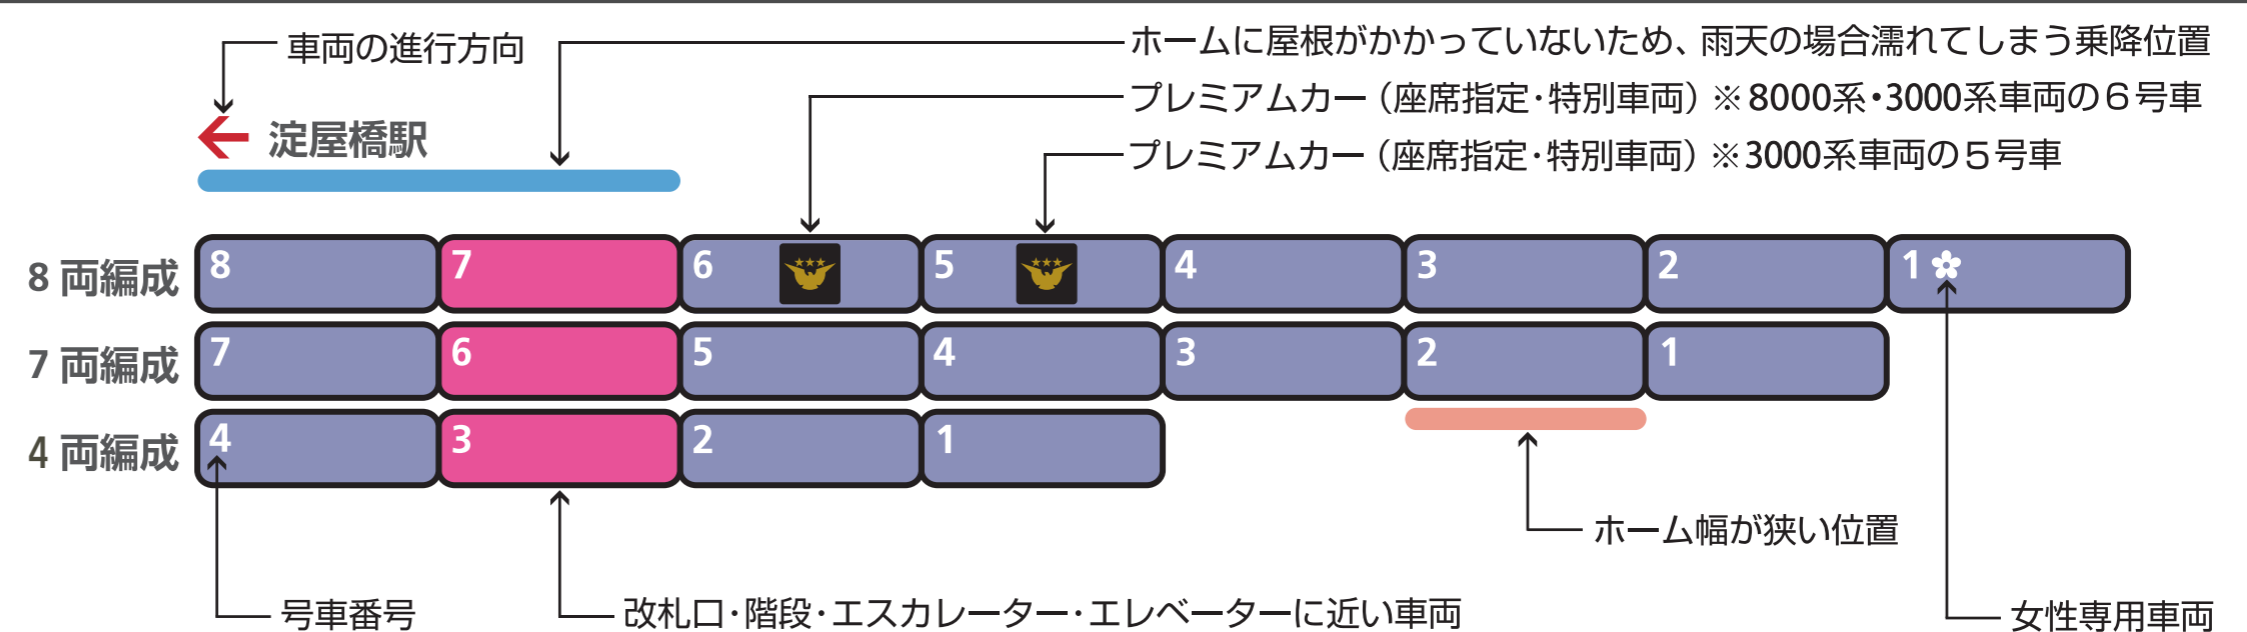 車両の進行方向
ホームに屋根がかかっていないため、雨天の場合濡れてしまう乗降位置
プレミアムカー（座席指定・特別車両）※8000系・3000系車両の６号車
淀屋橋駅
プレミアムカー（座席指定・特別車両）※3000系車両の５号車
8 両編成 8 7 6 5 4 3 2 1
7 両編成 7 6 5 4 3 2 1
4 両編成 4 3 2 1
ホーム幅が狭い位置
号車番号
改札口・階段・エスカレーター・エレベーターに近い車両
女性専用車両